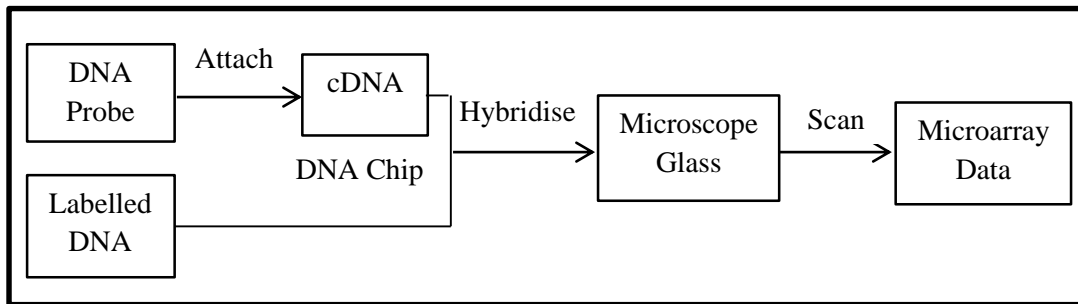 DNA
Probe
Attach
cDNA
DNA Chip
Labelled
DNA
Hybridise
Microscope
Glass
Scan
Microarray
Data